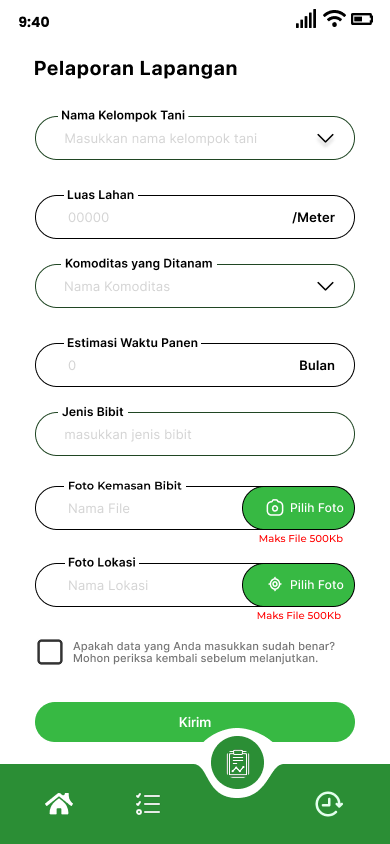 9:40
Pelaporan Lapangan
Nama Kelompok Tani
Masukkan nama kelompok tani
Luas Lahan
00000 /Meter
Komoditas yang Ditanam
Nama Komoditas
Estimasi Waktu Panen
0 Bulan
Jenis Bibit
masukkan jenis bibit
Foto Kemasan Bibit
Nama File Pilih Foto
Maks File 500Kb
Foto Lokasi
Nama Lokasi Pilih Foto
Maks File 500Kb
Apakah data yang Anda masukkan sudah benar?
Mohon periksa kembali sebelum melanjutkan.
Kirim